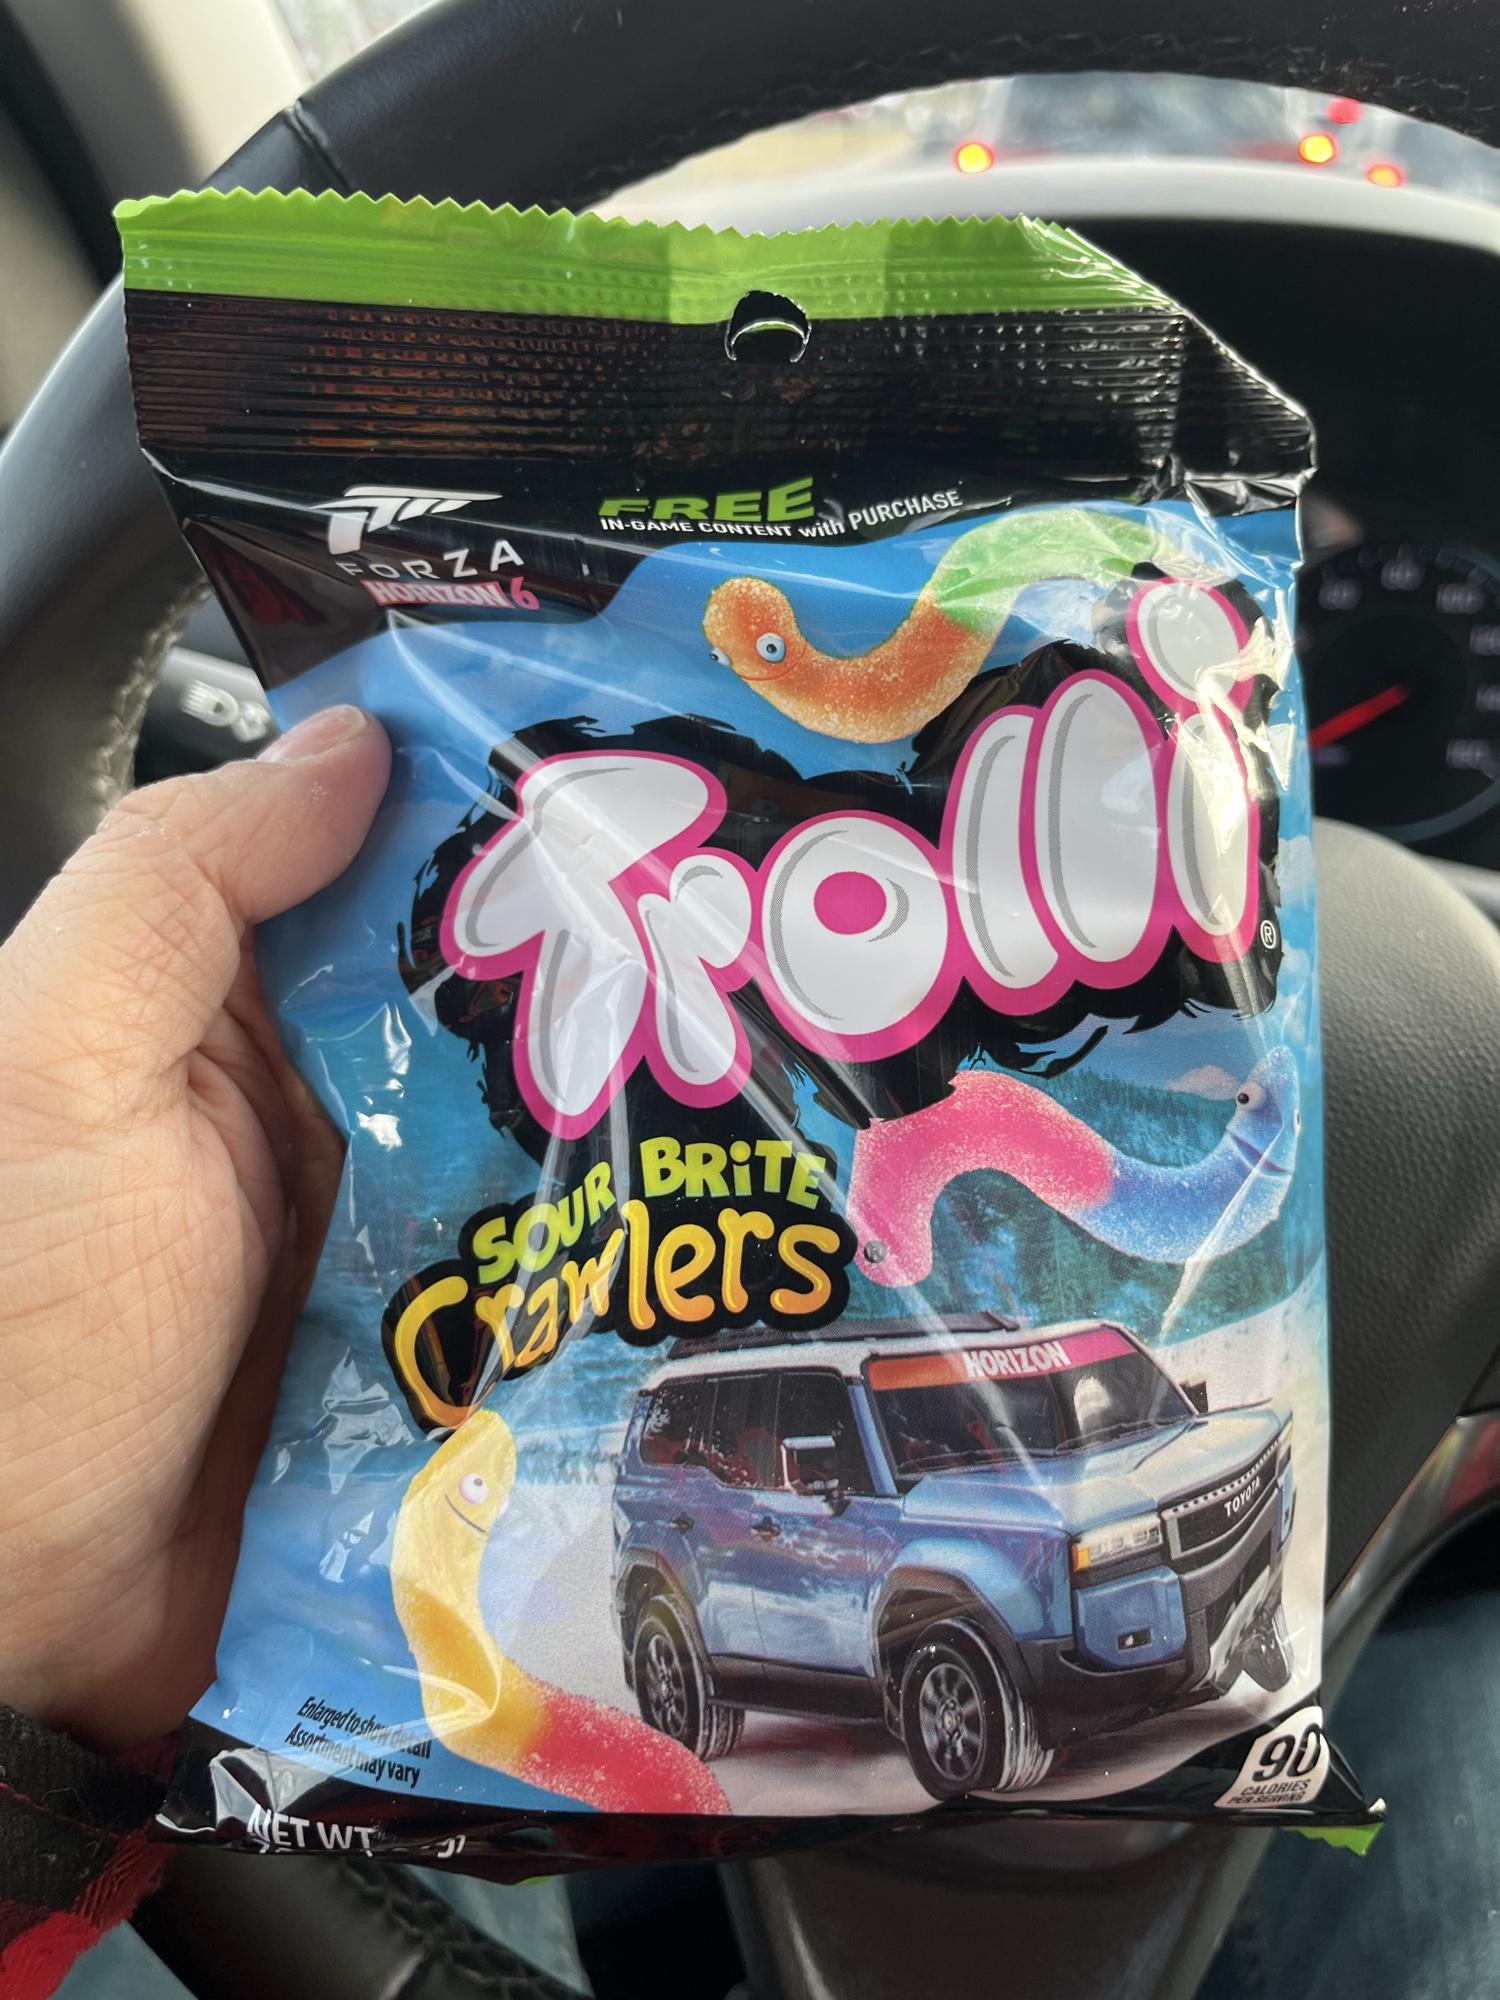 FREE
IN-GAME CONTENT with PURCHASE
FORZA
HORIZON 6
Trolli
®
SOUR BRiTE
Crawlers
®
HORIZON
TOYOTA
Enlarged to show detail
Assortment may vary
90
CALORIES
PER SERVING
NET WT